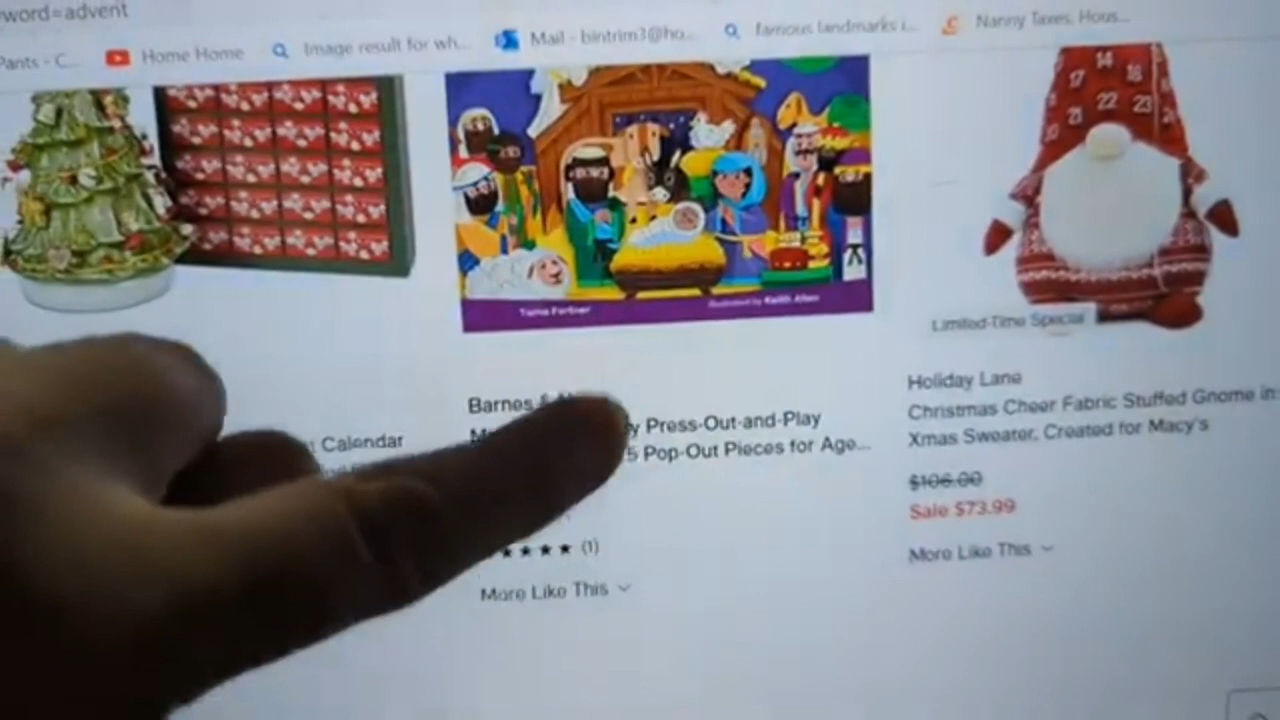 word=advent
Pants - C...
Home Home
Image result for wh...
Mail - bintrim3@ho...
famous landmarks i...
Nanny Taxes, Hous...
14
17
18
22
23
21
Tama Fortner
Illustrated by Keith Allen
Limited-Time Special
Barnes
Press-Out-and-Play
5 Pop-Out Pieces for Age...
Calendar
Holiday Lane
Christmas Cheer Fabric Stuffed Gnome in
Xmas Sweater, Created for Macy's
$106.00
Sale $73.99
More Like This
(1)
More Like This